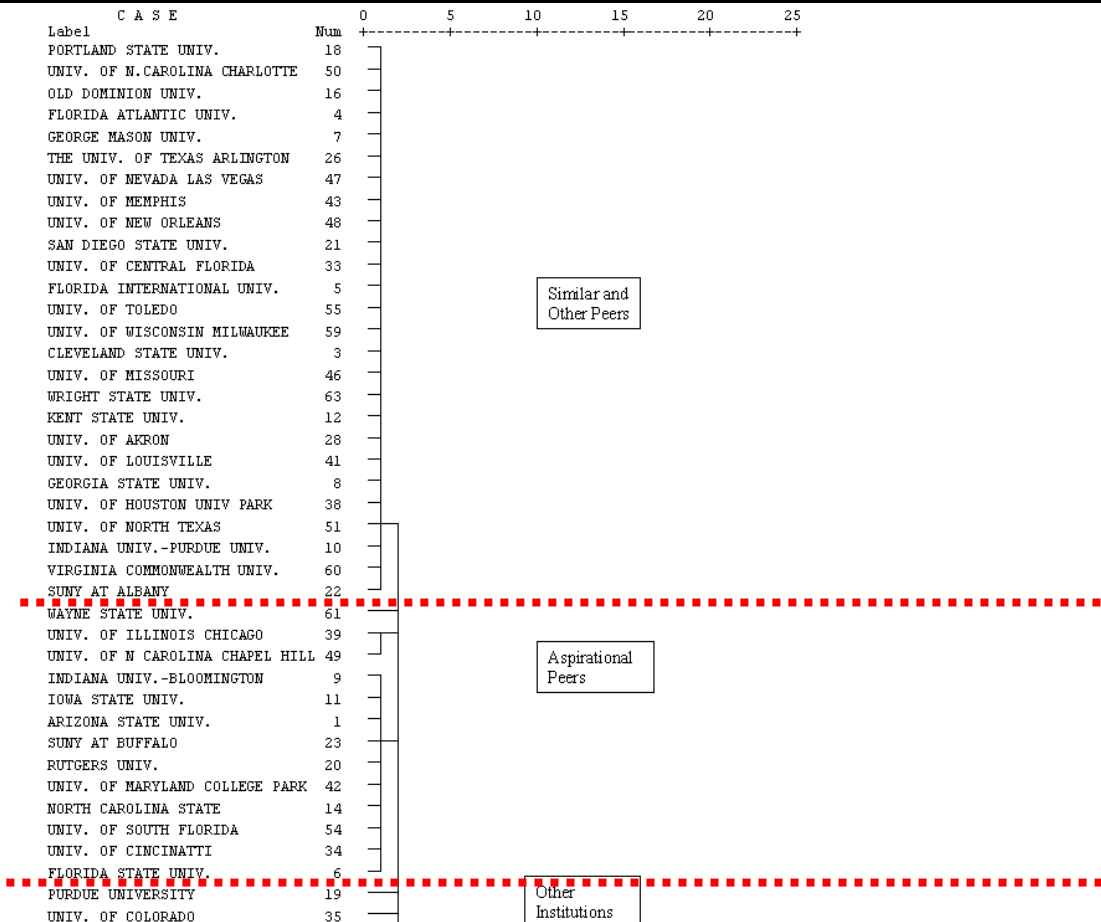 C A S E 0 5 10 15 20 25
Label Num +---------+---------+---------+---------+---------+
PORTLAND STATE UNIV. 18
UNIV. OF N.CAROLINA CHARLOTTE 50
OLD DOMINION UNIV. 16
FLORIDA ATLANTIC UNIV. 4
GEORGE MASON UNIV. 7
THE UNIV. OF TEXAS ARLINGTON 26
UNIV. OF NEVADA LAS VEGAS 47
UNIV. OF MEMPHIS 43
UNIV. OF NEW ORLEANS 48
SAN DIEGO STATE UNIV. 21
UNIV. OF CENTRAL FLORIDA 33
FLORIDA INTERNATIONAL UNIV. 5
Similar and
UNIV. OF TOLEDO 55
Other Peers
UNIV. OF WISCONSIN MILWAUKEE 59
CLEVELAND STATE UNIV. 3
UNIV. OF MISSOURI 46
WRIGHT STATE UNIV. 63
KENT STATE UNIV. 12
UNIV. OF AKRON 28
UNIV. OF LOUISVILLE 41
GEORGIA STATE UNIV. 8
UNIV. OF HOUSTON UNIV PARK 38
UNIV. OF NORTH TEXAS 51
INDIANA UNIV.-PURDUE UNIV. 10
VIRGINIA COMMONWEALTH UNIV. 60
SUNY AT ALBANY 22
WAYNE STATE UNIV. 61
UNIV. OF ILLINOIS CHICAGO 39
UNIV. OF N CAROLINA CHAPEL HILL 49
Aspirational
Peers
INDIANA UNIV.-BLOOMINGTON 9
IOWA STATE UNIV. 11
ARIZONA STATE UNIV. 1
SUNY AT BUFFALO 23
RUTGERS UNIV. 20
UNIV. OF MARYLAND COLLEGE PARK 42
NORTH CAROLINA STATE 14
UNIV. OF SOUTH FLORIDA 54
UNIV. OF CINCINATTI 34
FLORIDA STATE UNIV. 6
PURDUE UNIVERSITY 19
Other
Institutions
UNIV. OF COLORADO 35